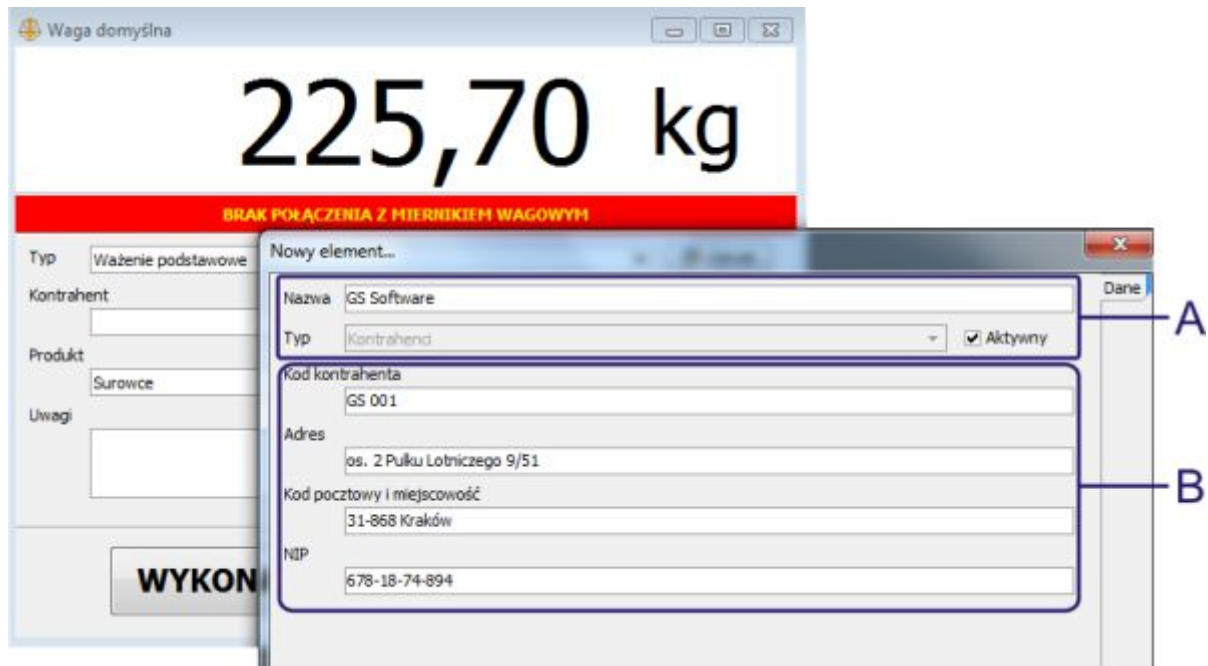 Waga domyślna
225,70 kg
BRAK POŁĄCZENIA Z MIERNIKIEM WAGOWYM
Typ Ważenie podstawowe
Kontrahent
Produkt
Surowce
Uwagi
WYKON
Nowy element...
Dane
Nazwa GS Software
Typ Kontrahenci Aktywny
A
Kod kontrahenta
GS 001
Adres
os. 2 Pulku Lotniczego 9/51
B
Kod pocztowy i miejscowość
31-868 Kraków
NIP
678-18-74-894